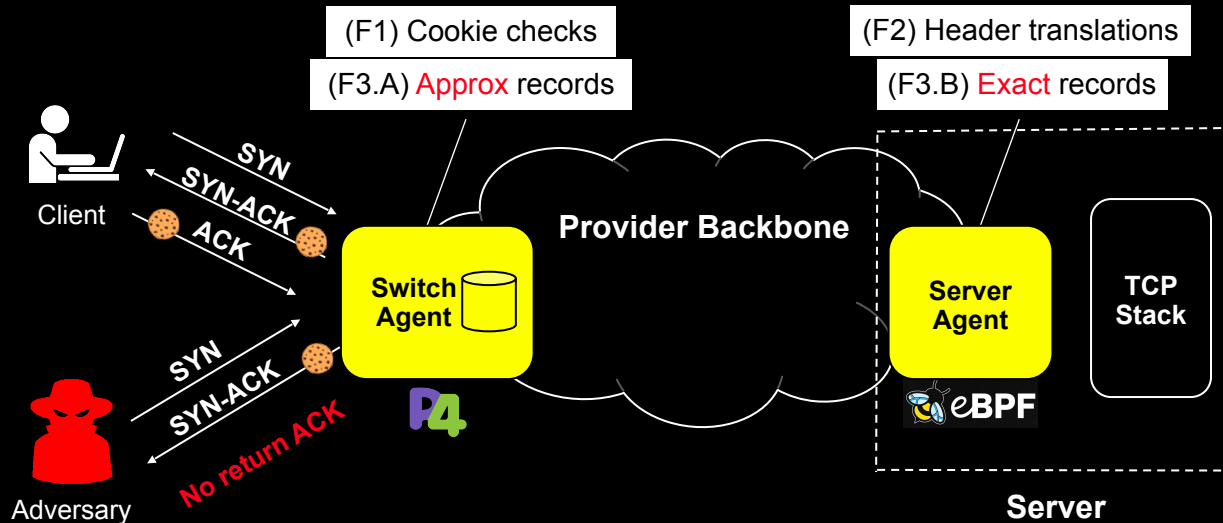 (F1) Cookie checks
(F3.A) Approx records
(F2) Header translations
(F3.B) Exact records
SYN
SYN-ACK
ACK
Client
Provider Backbone
Switch
Agent
Server
Agent
TCP
Stack
SYN
SYN-ACK
No return ACK
P4
eBPF
Adversary
Server